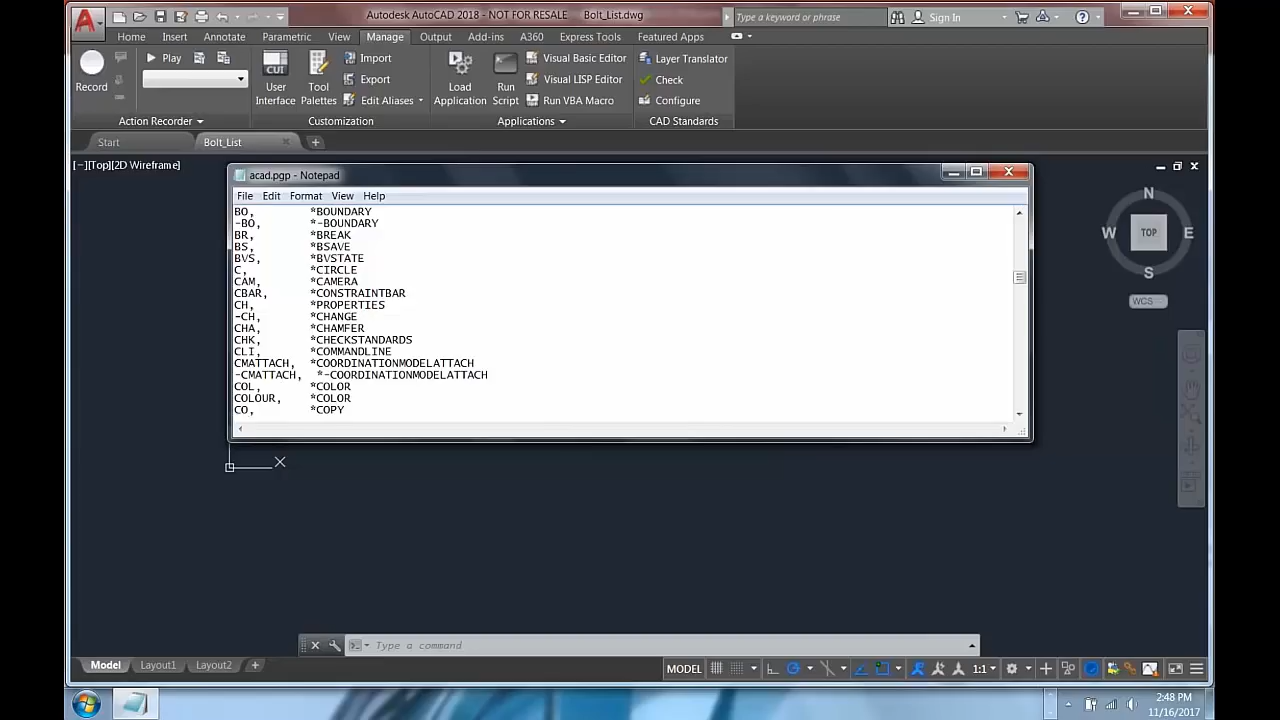 Autodesk AutoCAD 2018 - NOT FOR RESALE Bolt_List.dwg
Type a keyword or phrase
Sign In
Home Insert Annotate Parametric View Manage Output Add-ins A360 Express Tools Featured Apps
Record
Play
CUI
User
Interface
Tool
Palettes
Import
Export
Edit Aliases
Load
Application
Run
Script
Visual Basic Editor
Visual LISP Editor
Run VBA Macro
Layer Translator
Check
Configure
Action Recorder
Customization
Applications
CAD Standards
Start
Bolt_List
[−][Top][2D Wireframe]
acad.pgp - Notepad
File Edit Format View Help
BO, *BOUNDARY
-BO, *-BOUNDARY
BR, *BREAK
BS, *BSAVE
BVS, *BVSTATE
C, *CIRCLE
CAM, *CAMERA
CBAR, *CONSTRAINTBAR
CH, *PROPERTIES
-CH, *CHANGE
CHA, *CHAMFER
CHK, *CHECKSTANDARDS
CLI, *COMMANDLINE
CMATTACH, *COORDINATIONMODELATTACH
-CMATTACH, *-COORDINATIONMODELATTACH
COL, *COLOR
COLOUR, *COLOR
CO, *COPY
N
W
TOP
E
S
WCS
X
Type a command
Model Layout1 Layout2
MODEL
1:1
2:48 PM
11/16/2017